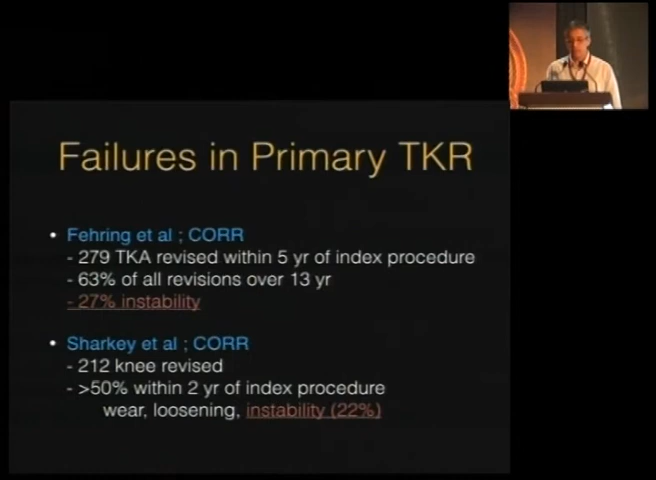 Failures in Primary TKR
• Fehring et al ; CORR
- 279 TKA revised within 5 yr of index procedure
- 63% of all revisions over 13 yr
- 27% instability
• Sharkey et al ; CORR
- 212 knee revised
- >50% within 2 yr of index procedure
wear, loosening, instability (22%)